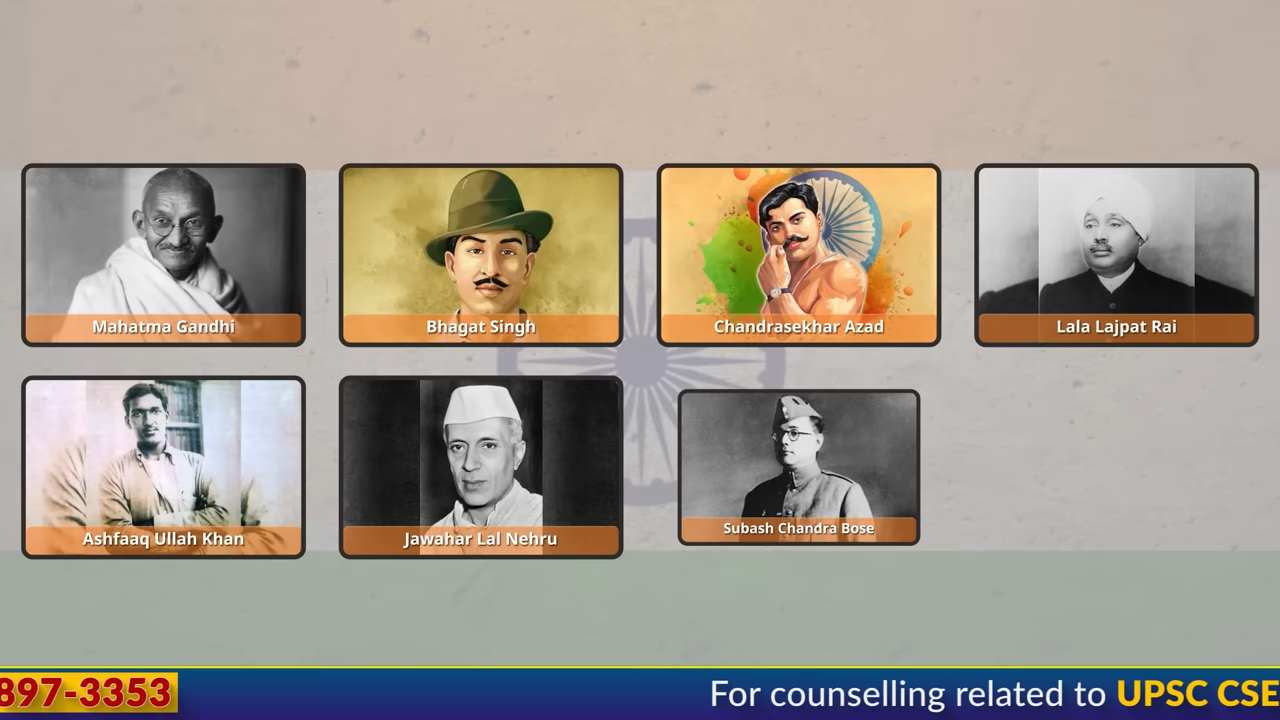 Mahatma Gandhi
Bhagat Singh
Chandrasekhar Azad
Lala Lajpat Rai
Ashfaaq Ullah Khan
Jawahar Lal Nehru
Subash Chandra Bose
897-3353
For counselling related to UPSC CSE